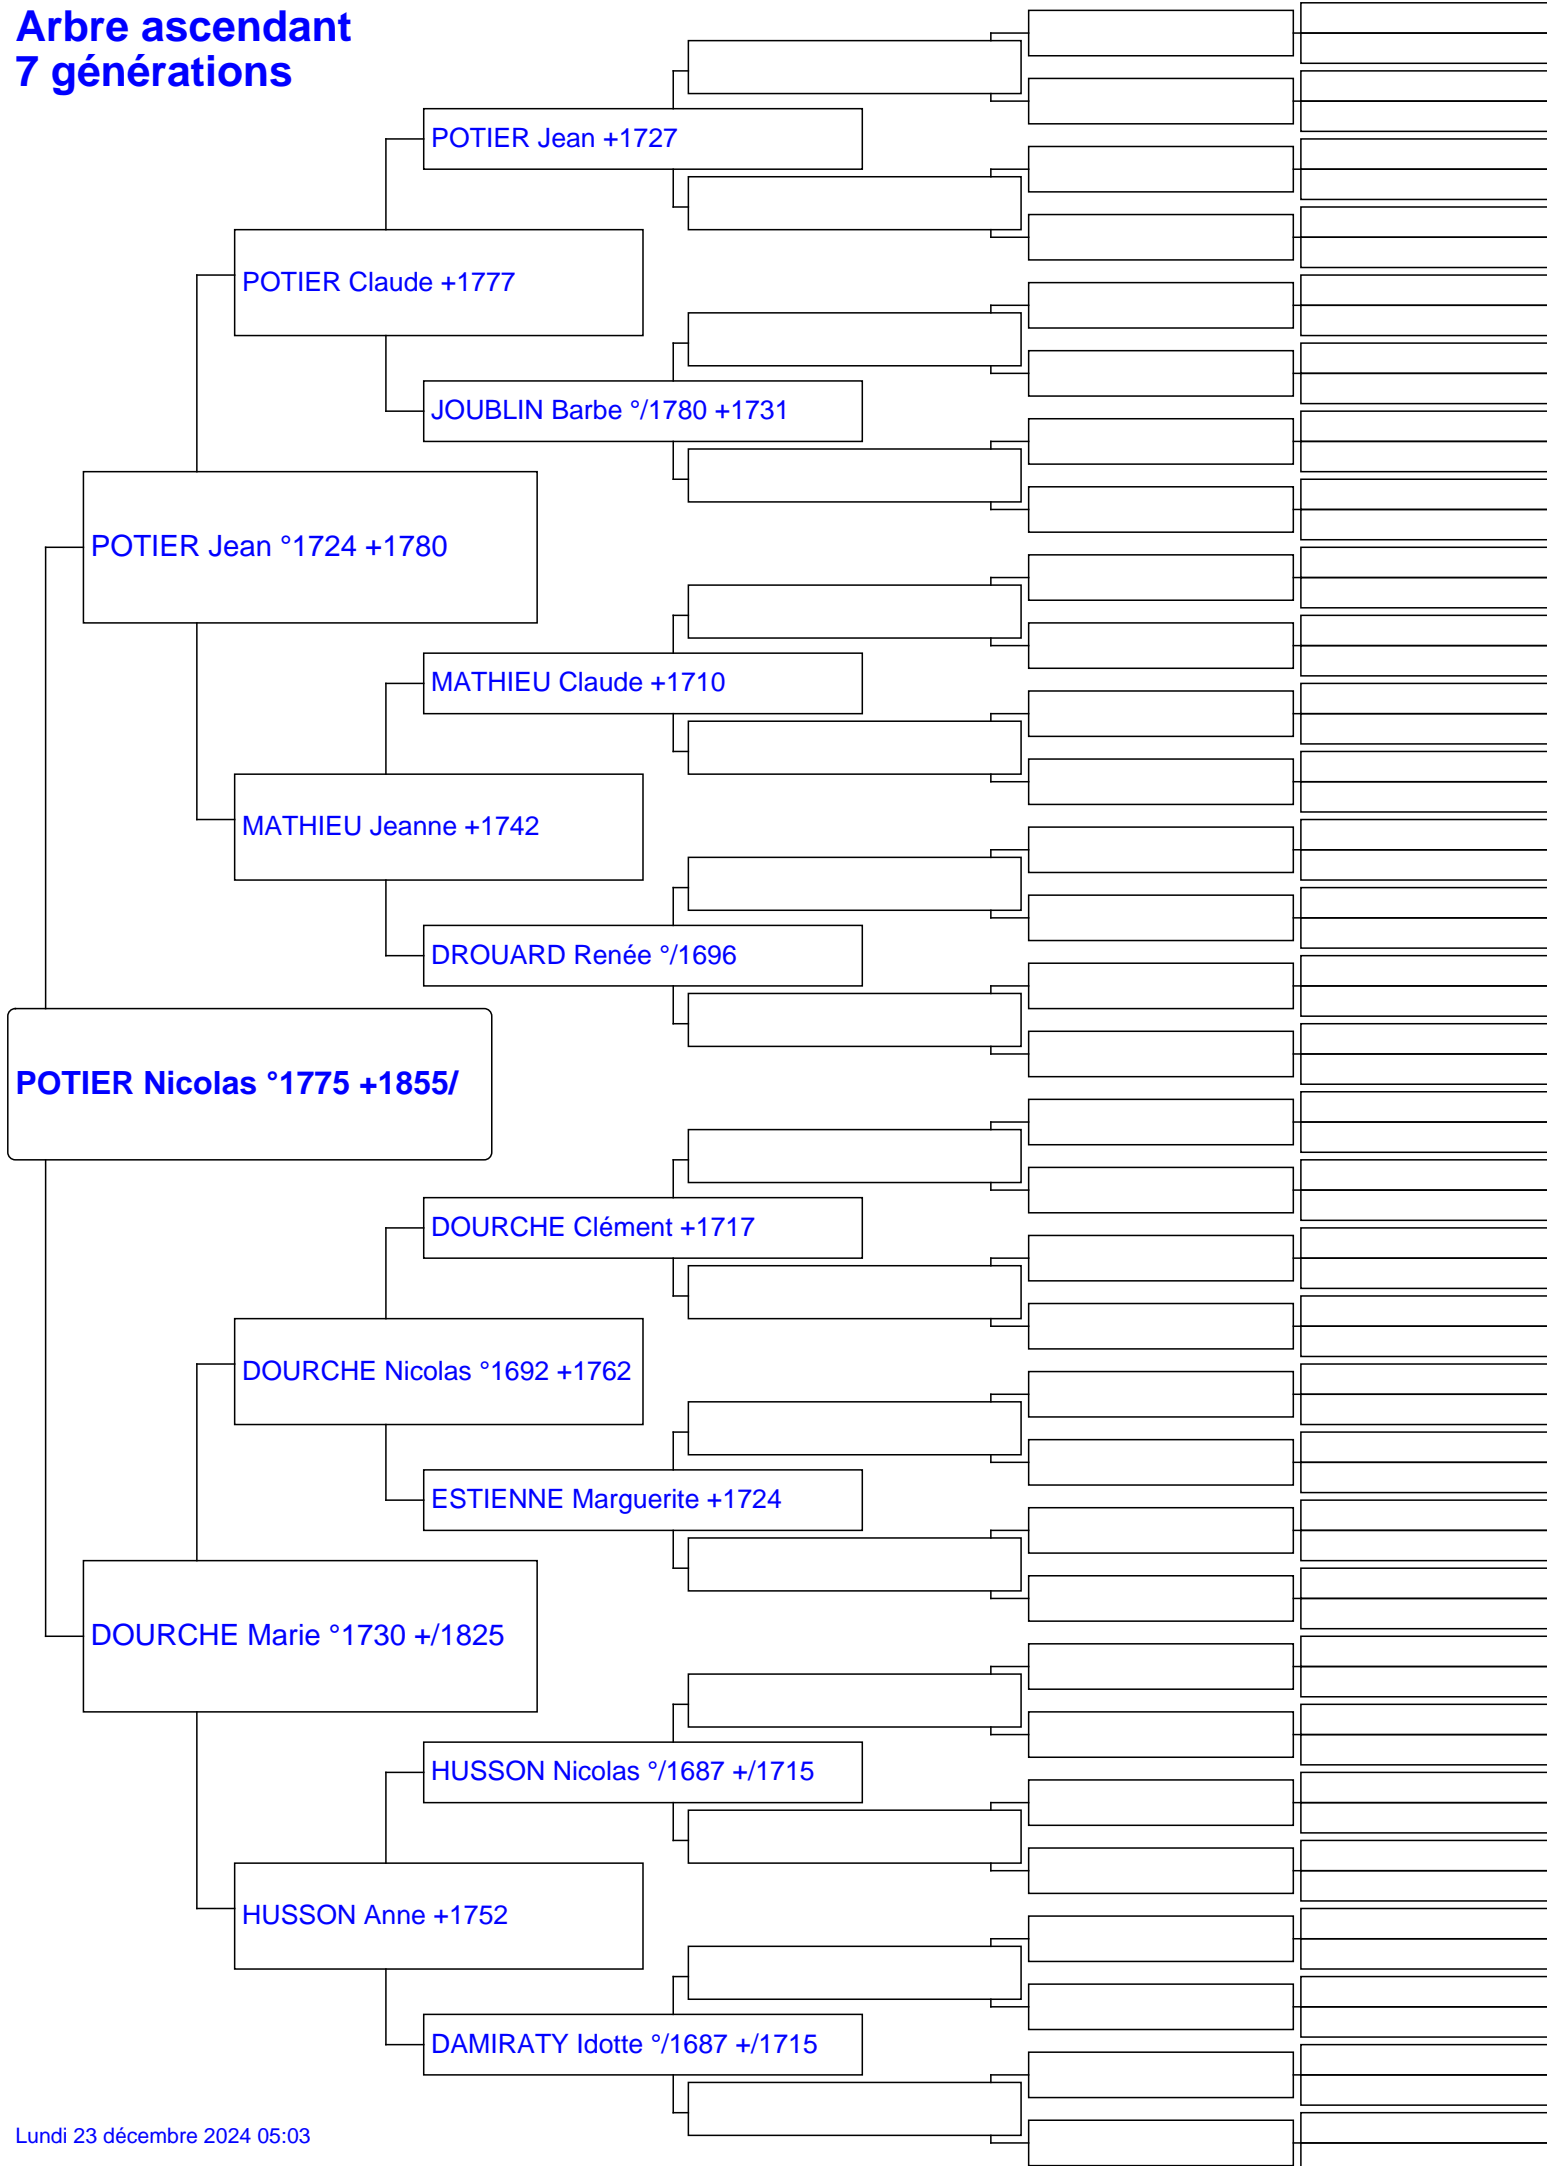 Arbre ascendant
7 générations
POTIER Jean +1727
POTIER Claude +1777
JOUBLIN Barbe °/1780 +1731
POTIER Jean °1724 +1780
MATHIEU Claude +1710
MATHIEU Jeanne +1742
DROUARD Renée °/1696
POTIER Nicolas °1775 +1855/
DOURCHE Clément +1717
DOURCHE Nicolas °1692 +1762
ESTIENNE Marguerite +1724
DOURCHE Marie °1730 +/1825
HUSSON Nicolas °/1687 +/1715
HUSSON Anne +1752
DAMIRATY Idotte °/1687 +/1715
Lundi 23 décembre 2024 05:03